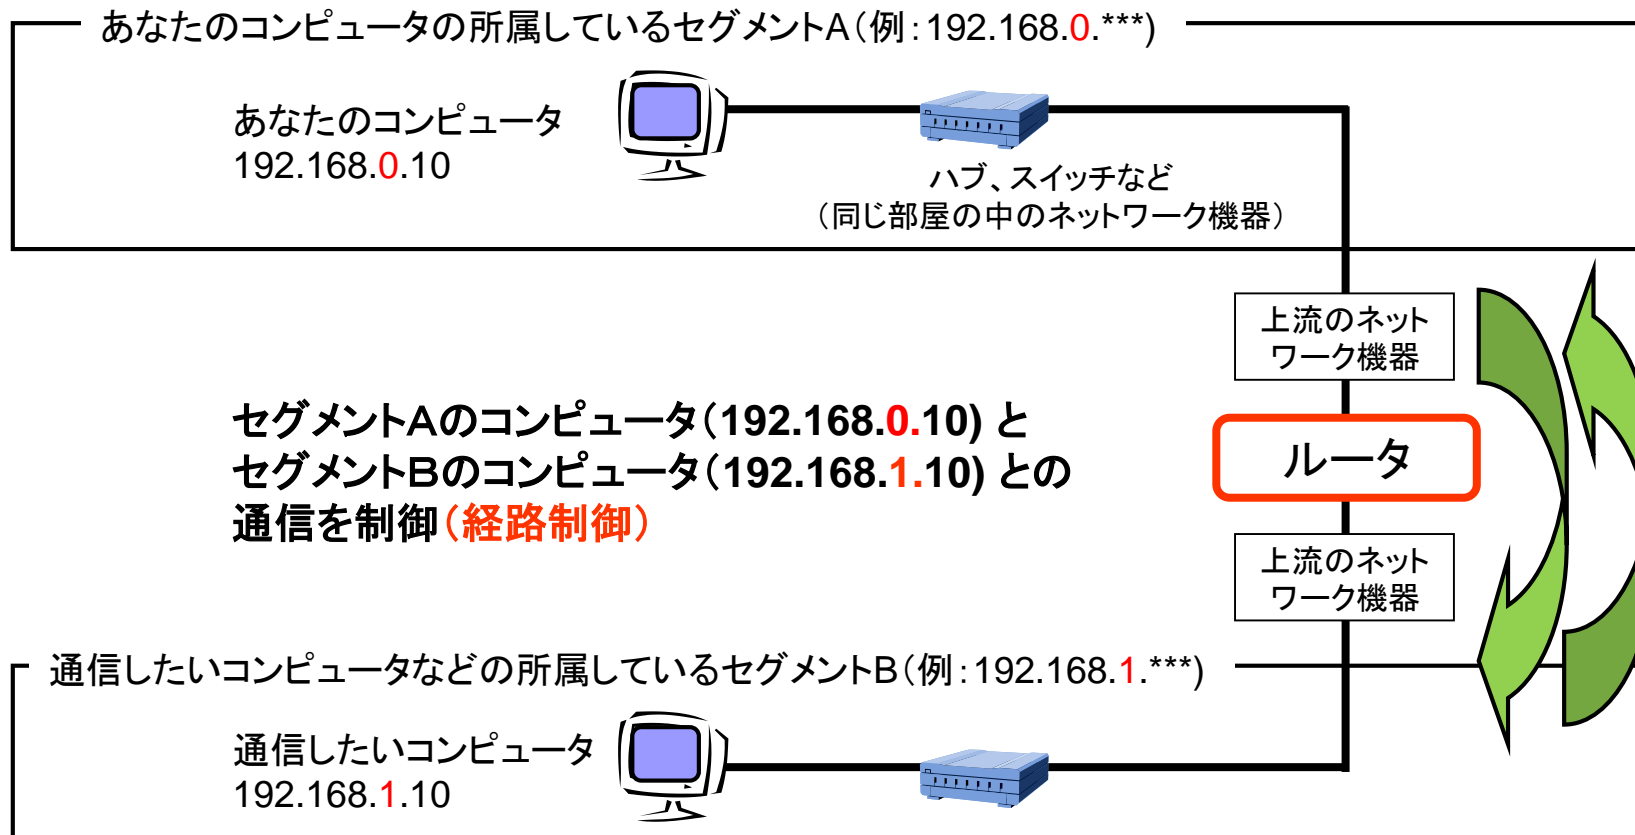 あなたのコンピュータの所属しているセグメントA（例：192.168.0.***)
あなたのコンピュータ
192.168.0.10
ハブ、スイッチなど
（同じ部屋の中のネットワーク機器）
上流のネット
ワーク機器
セグメントAのコンピュータ（192.168.0.10) と
セグメントBのコンピュータ（192.168.1.10) との
通信を制御（経路制御）
ルータ
上流のネット
ワーク機器
通信したいコンピュータなどの所属しているセグメントB（例：192.168.1.***)
通信したいコンピュータ
192.168.1.10